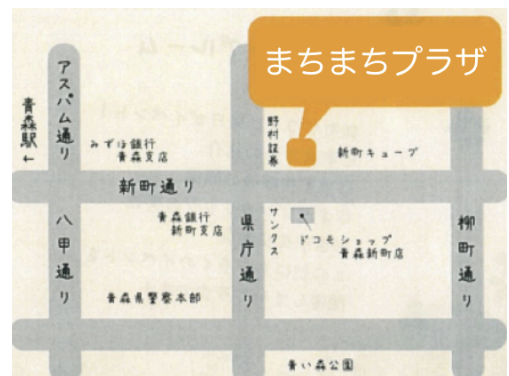 まちまちプラザ
アスパム通り
青森駅←
みずほ銀行
青森支店
野村証券
新町キューブ
新町通り
八甲通り
青森銀行
新町支店
県庁通り
サンクス
ドコモショップ
青森新町店
柳町通り
青森県警察本部
青い森公園